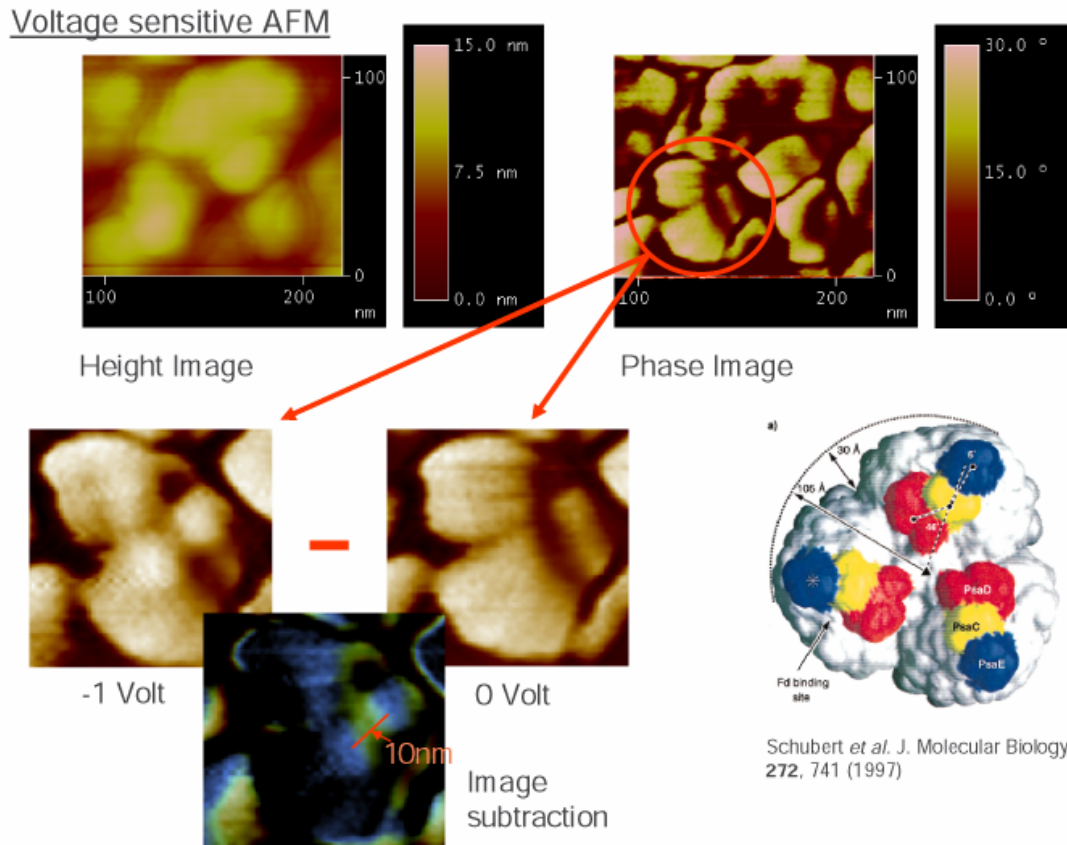 Voltage sensitive AFM
15.0 nm
7.5 nm
0.0 nm
100
0
100
200
nm
Height Image
30.0 °
15.0 °
0.0 °
100
0
100
200
nm
Phase Image
-1 Volt
0 Volt
10nm
Image
subtraction
a)
30 Å
105 Å
PsaD
PsaC
PsaE
Fd binding
site
Schubert et al. J. Molecular Biology
272, 741 (1997)